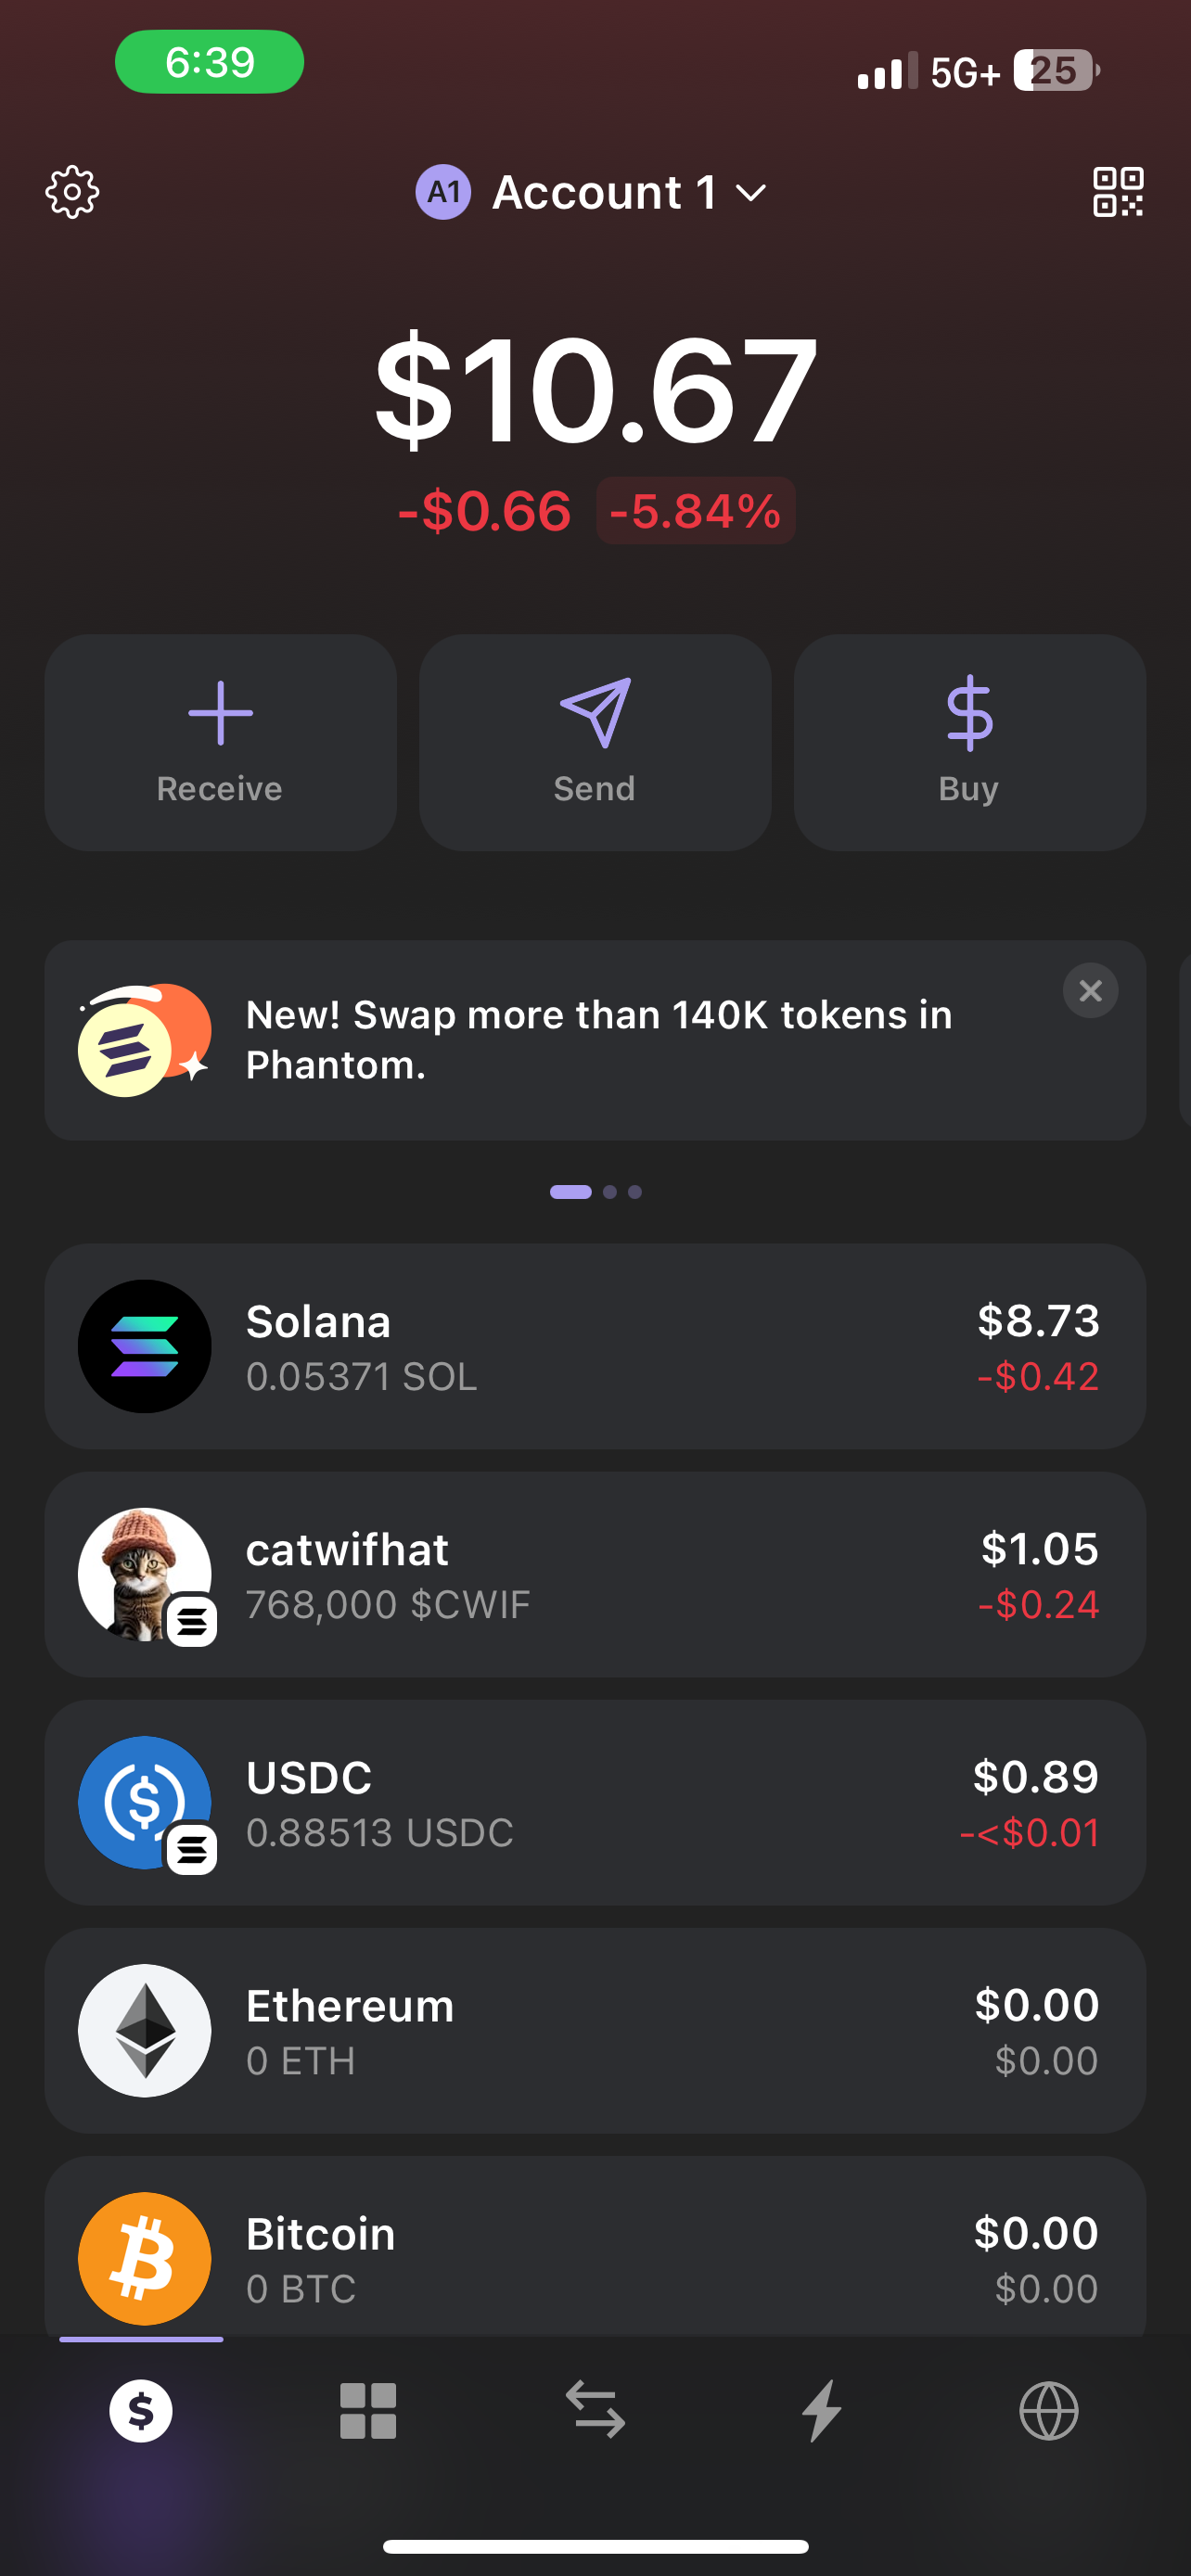 6:39
5G+ 25
A1 Account 1
$10.67
-$0.66 -5.84%
Receive Send Buy
New! Swap more than 140K tokens in
Phantom.
Solana $8.73
0.05371 SOL -$0.42
catwifhat $1.05
768,000 $CWIF -$0.24
USDC $0.89
0.88513 USDC -<$0.01
Ethereum $0.00
0 ETH $0.00
Bitcoin $0.00
0 BTC $0.00